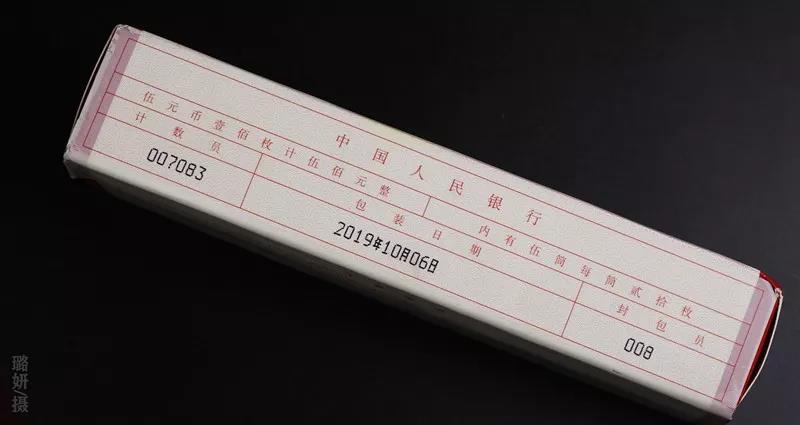 中国人民银行
伍元币壹佰枚计伍佰元整
内有伍筒每筒贰拾枚
计数员
包装日期
封包员
007083
2019年10月06日
008
璐妍/摄